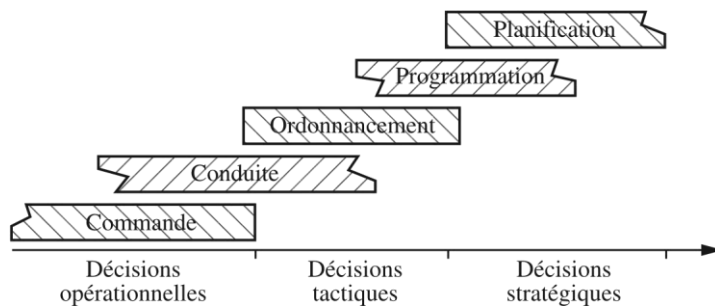 Planification
Programmation
Ordonnancement
Conduite
Commande
Décisions
opérationnelles
Décisions
tactiques
Décisions
stratégiques